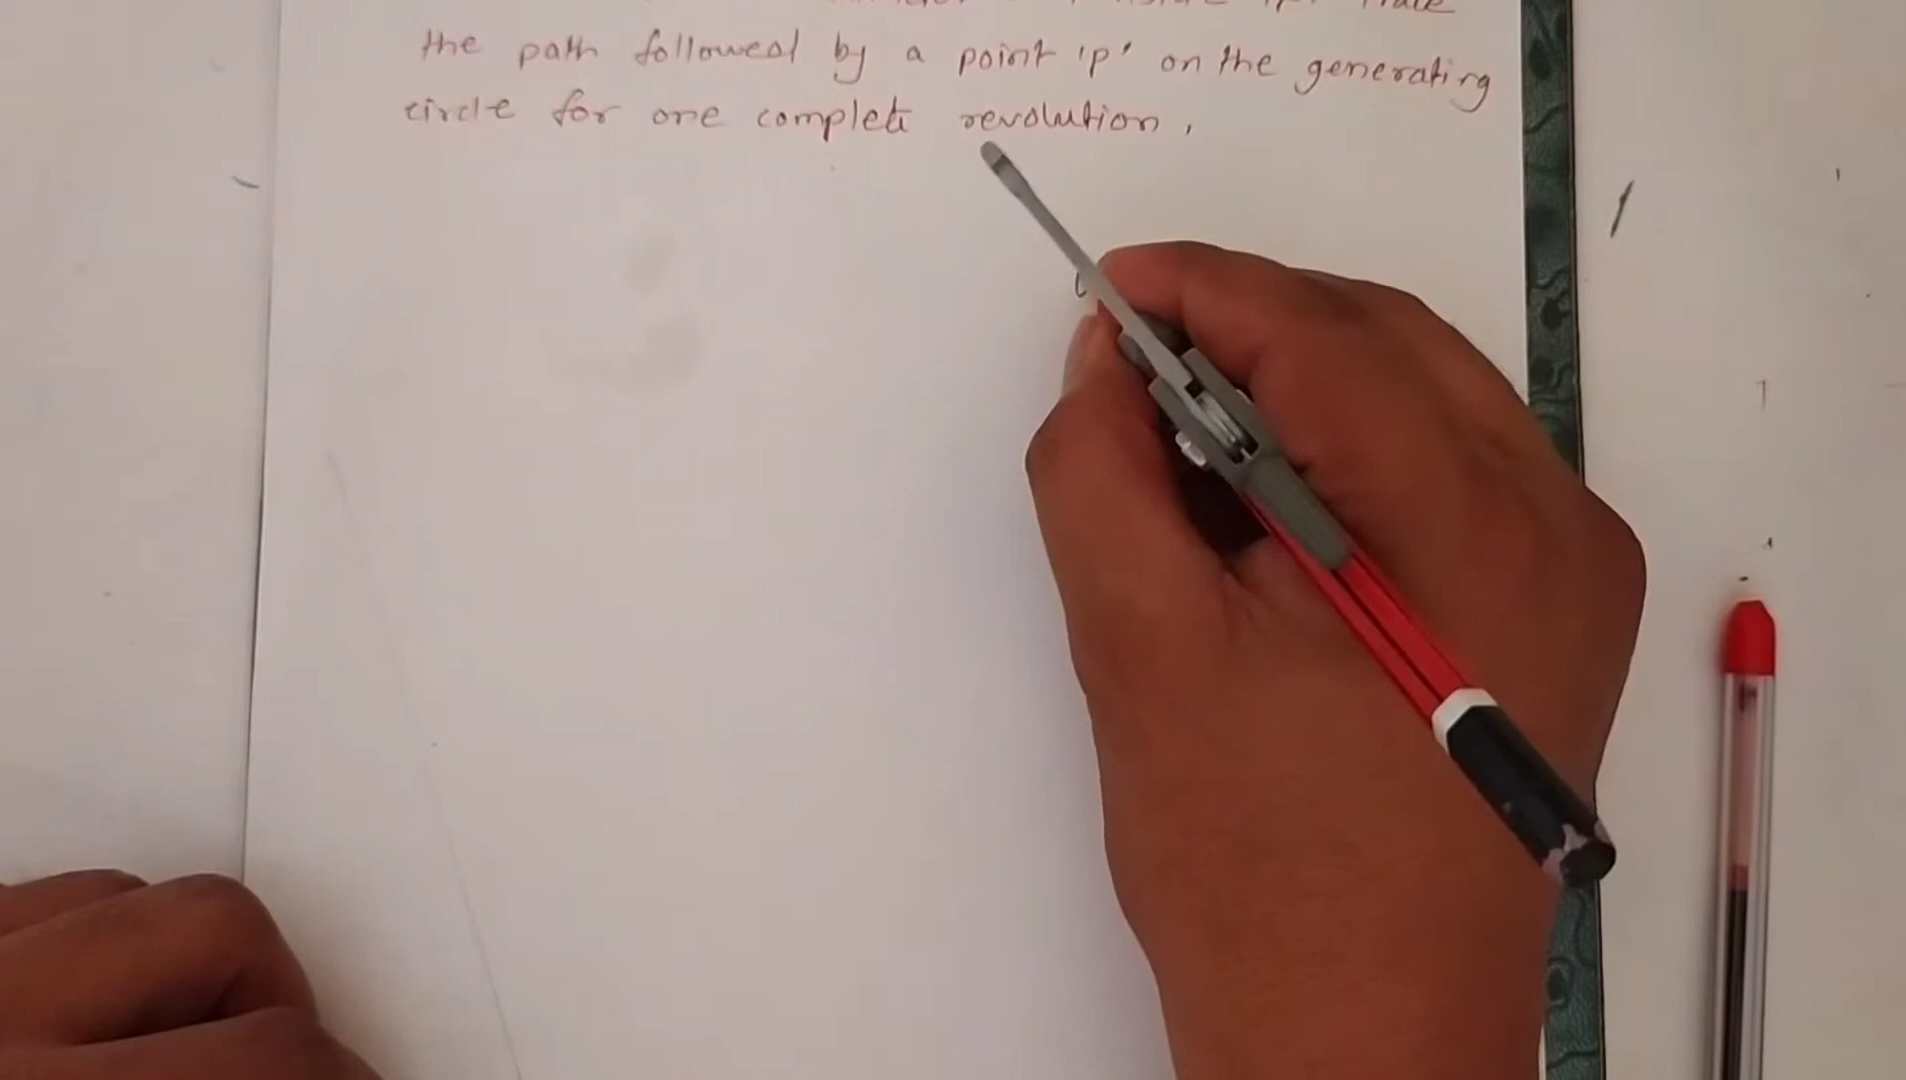 the path followed by a point 'p' on the generating
circle for one complete revolution,